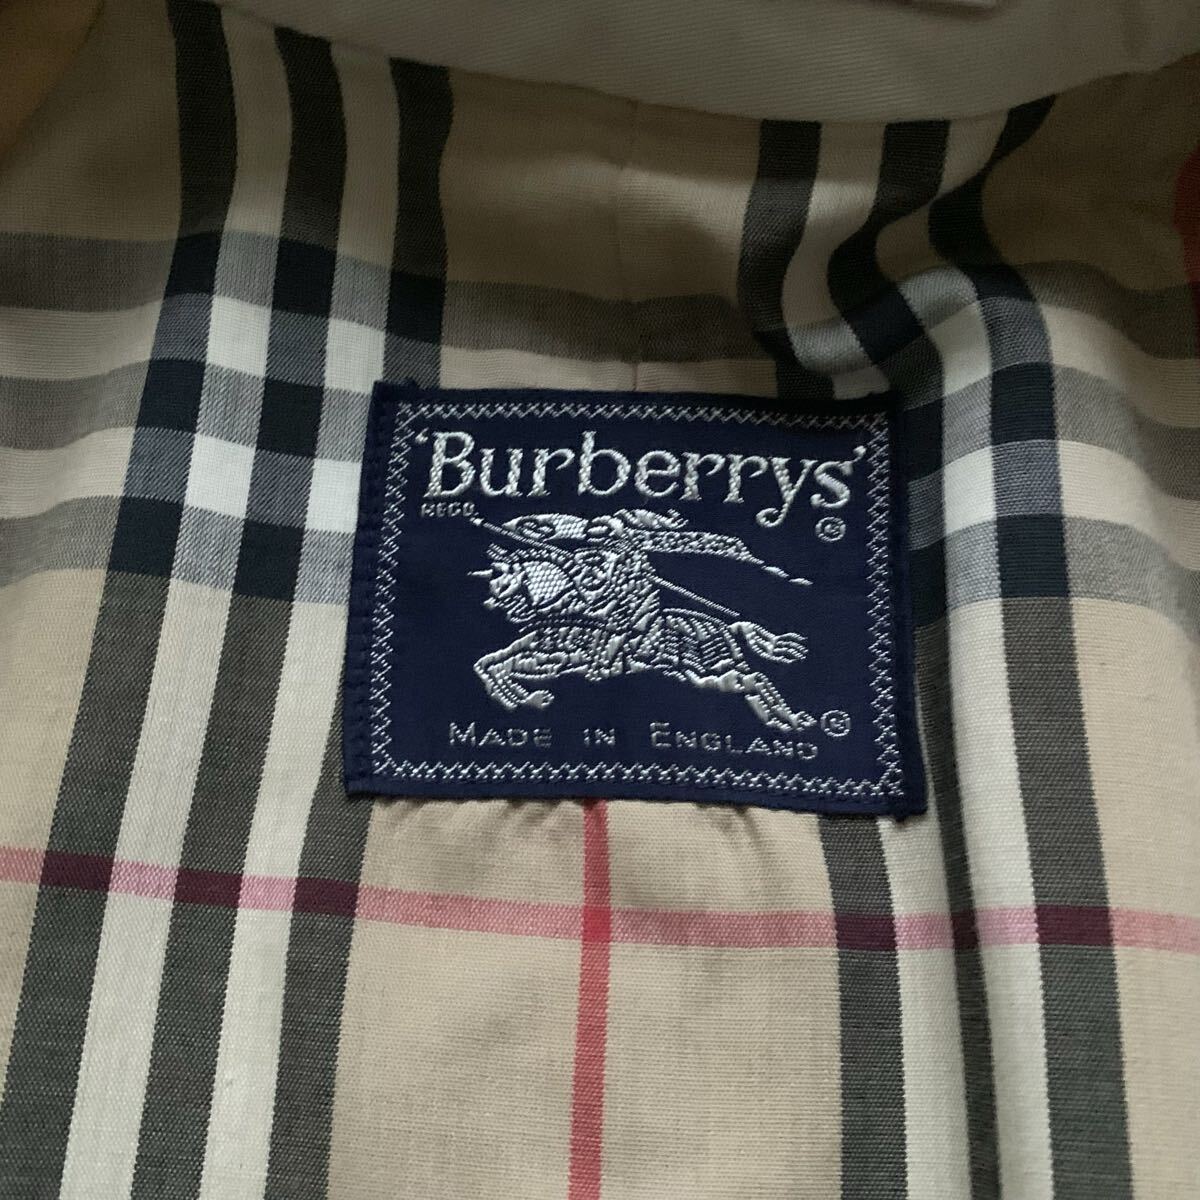 'Burberrys'
REGD.
®
®
MADE IN ENGLAND